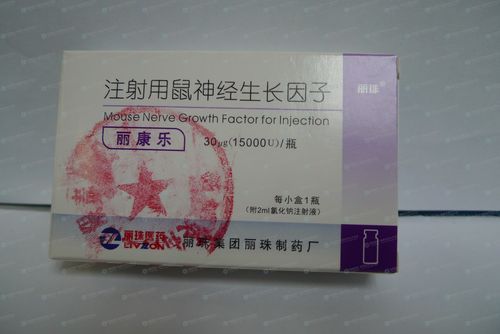 丽珠
注射用鼠神经生长因子
Mouse Nerve Growth Factor for Injection
丽康乐
30μg(15000U)/瓶
每小盒1瓶
(附2ml氯化钠注射液)
丽珠医药
LIVZON
丽珠集团丽珠制药厂